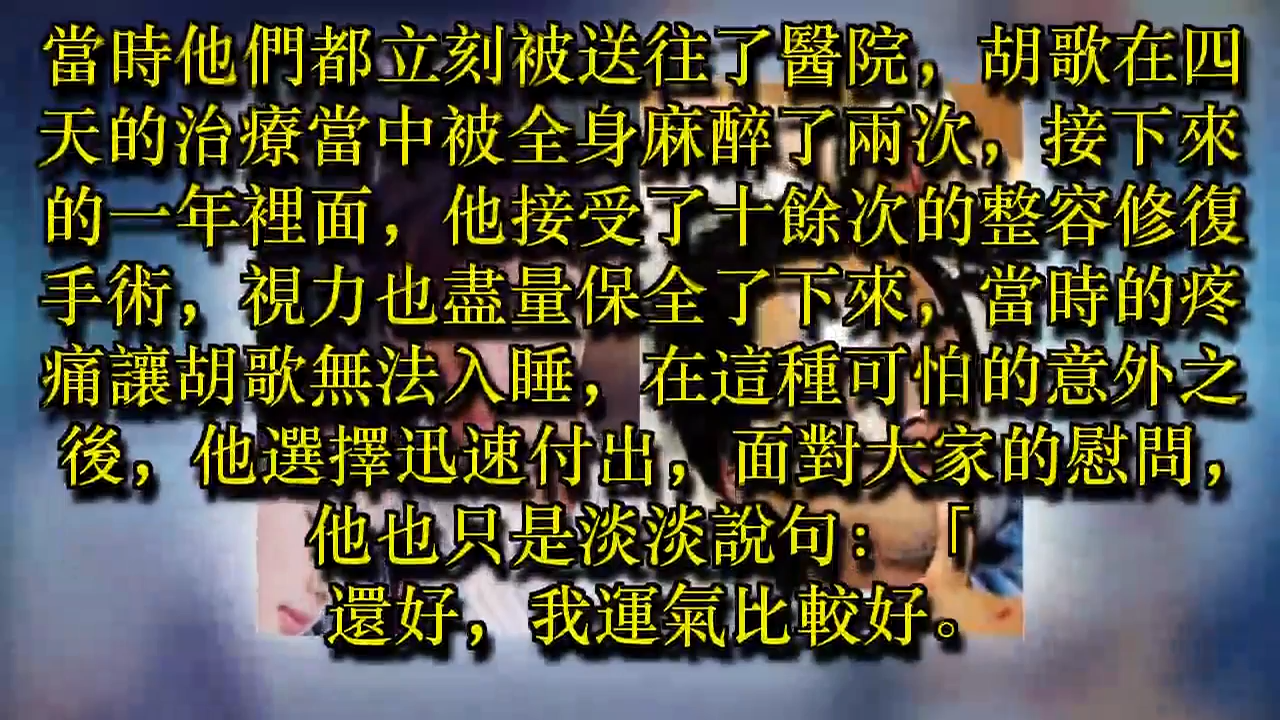 當時他們都立刻被送往了醫院，胡歌在四
天的治療當中被全身麻醉了兩次，接下來
的一年裡面，他接受了十餘次的整容修復
手術，視力也盡量保全了下來，當時的疼
痛讓胡歌無法入睡，在這種可怕的意外之
後，他選擇迅速付出，面對大家的慰問，
他也只是淡淡說句：「
還好，我運氣比較好。